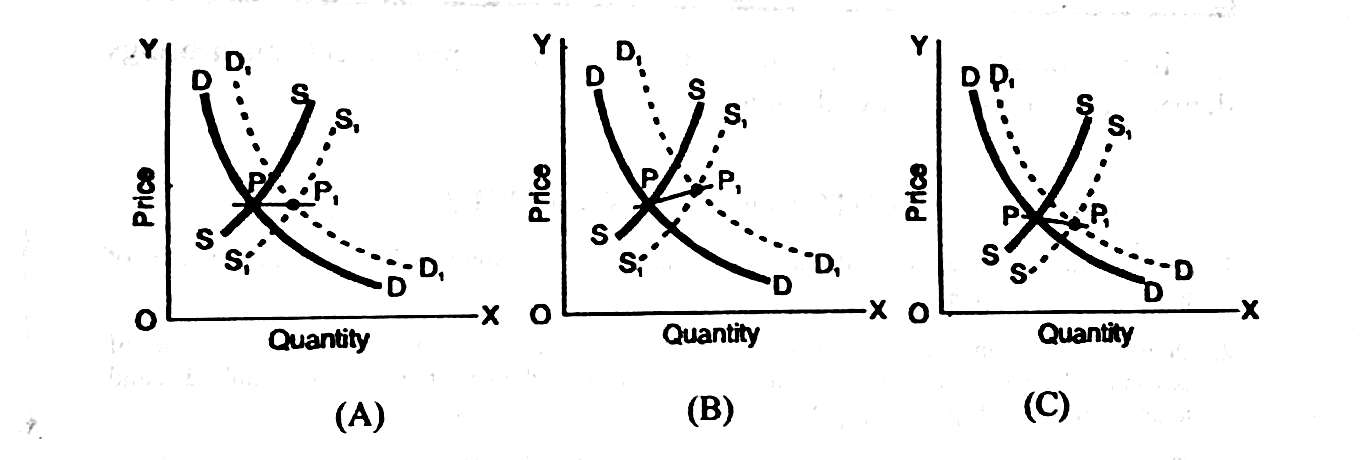 Y
D
D₁
S
S₁
P
P₁
Price
S
S₁
D₁
D
O
X
Quantity
(A)
Y
D
D₁
S
S₁
P
P₁
Price
S
S₁
D₁
D
O
X
Quantity
(B)
Y
D
D₁
S
S₁
P
P₁
Price
S
S
D
D
O
X
Quantity
(C)